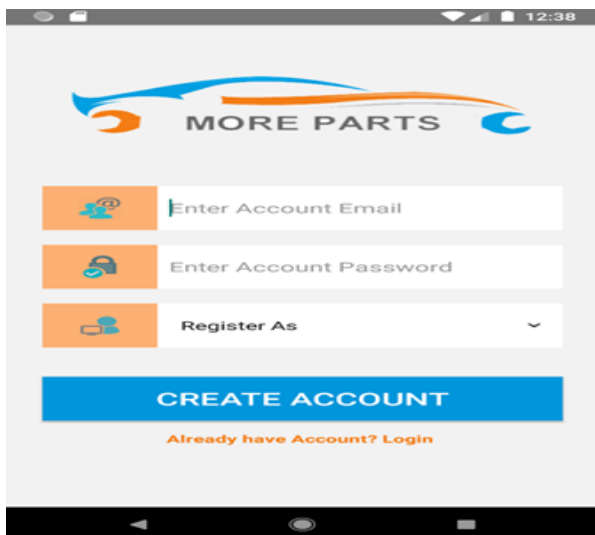 12:38
MORE PARTS
Enter Account Email
Enter Account Password
Register As
CREATE ACCOUNT
Already have Account? Login